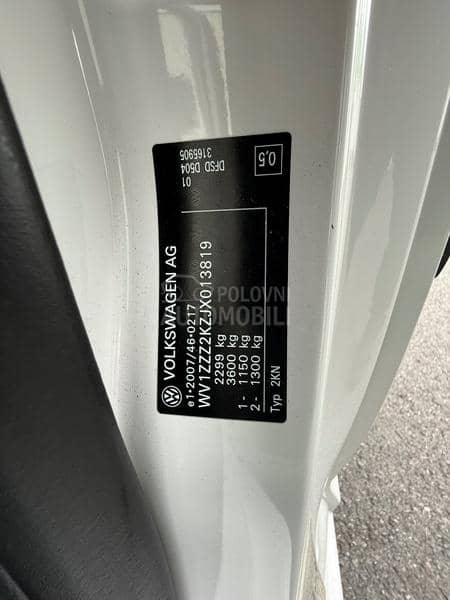 VOLKSWAGEN AG
e1*2007/46*0217
WV1ZZZ2KZJX013819
2299 kg
3600 kg
1- 1150 kg
2- 1300 kg
Typ 2KN
01
DFSD D504
3165905
0,5
POLOVNI
AUTOMOBILI